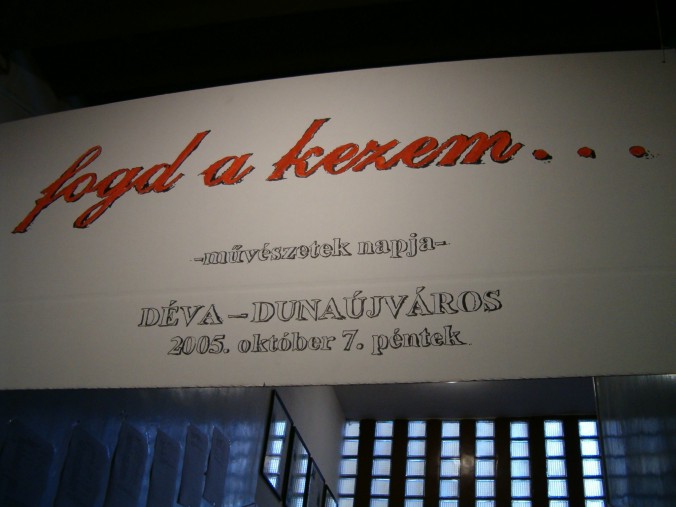 fogd a kezem...
-művészetek napja-
DÉVA - DUNAÚJVÁROS
2005. október 7. péntek